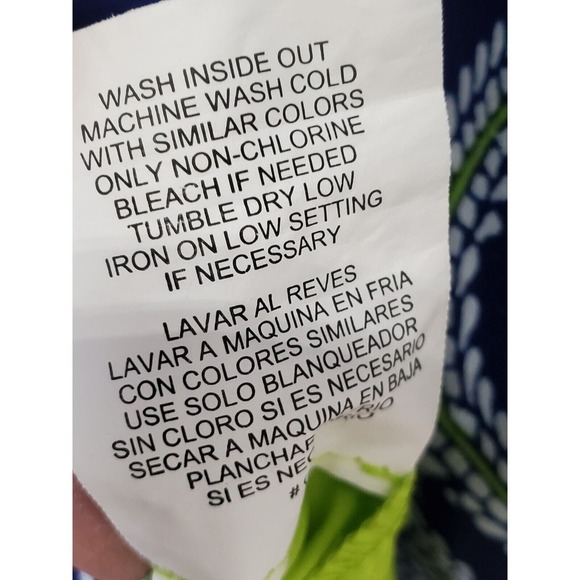 WASH INSIDE OUT
MACHINE WASH COLD
WITH SIMILAR COLORS
ONLY NON-CHLORINE
BLEACH IF NEEDED
TUMBLE DRY LOW
IRON ON LOW SETTING
IF NECESSARY
LAVAR AL REVES
LAVAR A MAQUINA EN FRIA
CON COLORES SIMILARES
USE SOLO BLANQUEADOR
SIN CLORO SI ES NECESARIO
SECAR A MAQUINA EN BAJA
SI ES
#